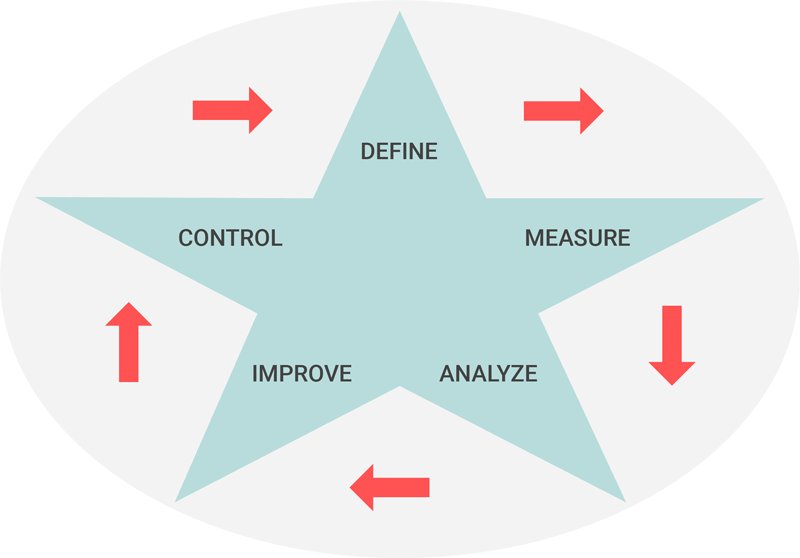 DEFINE
CONTROL
MEASURE
IMPROVE
ANALYZE